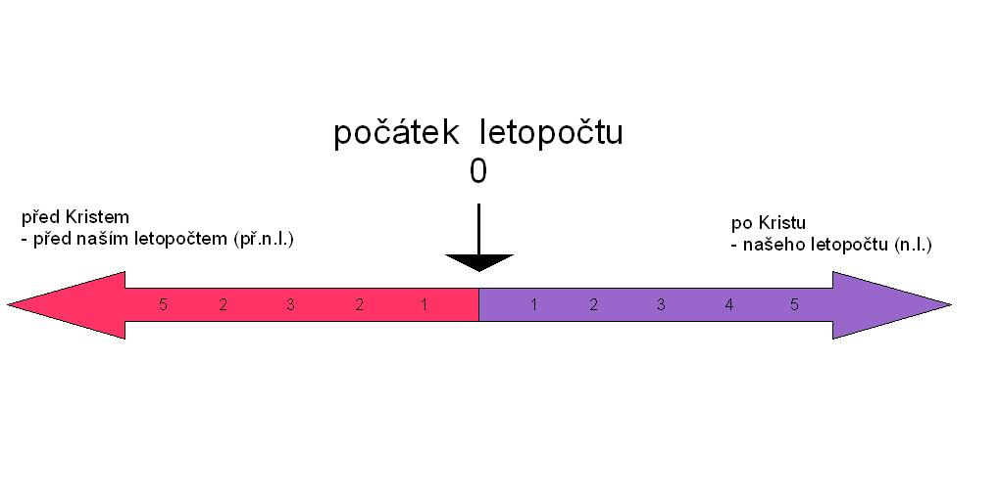 počátek letopočtu
0
před Kristem
- před naším letopočtem (př.n.l.)
po Kristu
- našeho letopočtu (n.l.)
5 2 3 2 1 1 2 3 4 5